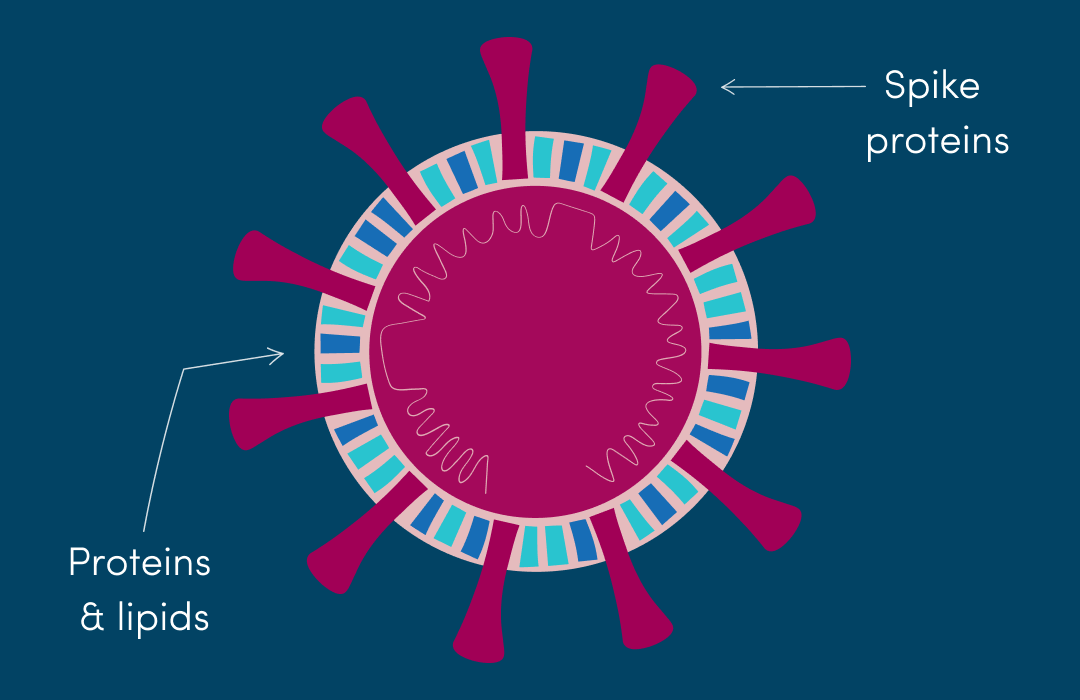 Spike
proteins
Proteins
& lipids